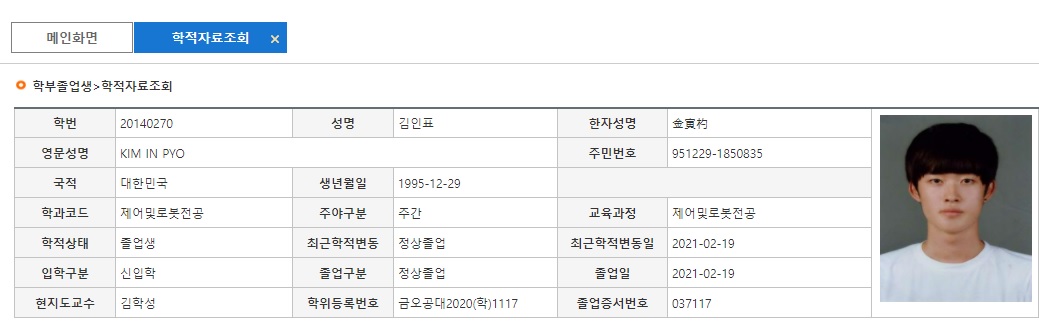 메인화면 학적자료조회 ×
학부졸업생>학적자료조회
학번 20140270 성명 김인표 한자성명 金寅杓
영문성명 KIM IN PYO 주민번호 951229-1850835
국적 대한민국 생년월일 1995-12-29
학과코드 제어및로봇전공 주야구분 주간 교육과정 제어및로봇전공
학적상태 졸업생 최근학적변동 정상졸업 최근학적변동일 2021-02-19
입학구분 신입학 졸업구분 정상졸업 졸업일 2021-02-19
현지도교수 김학성 학위등록번호 금오공대2020(학)1117 졸업증서번호 037117